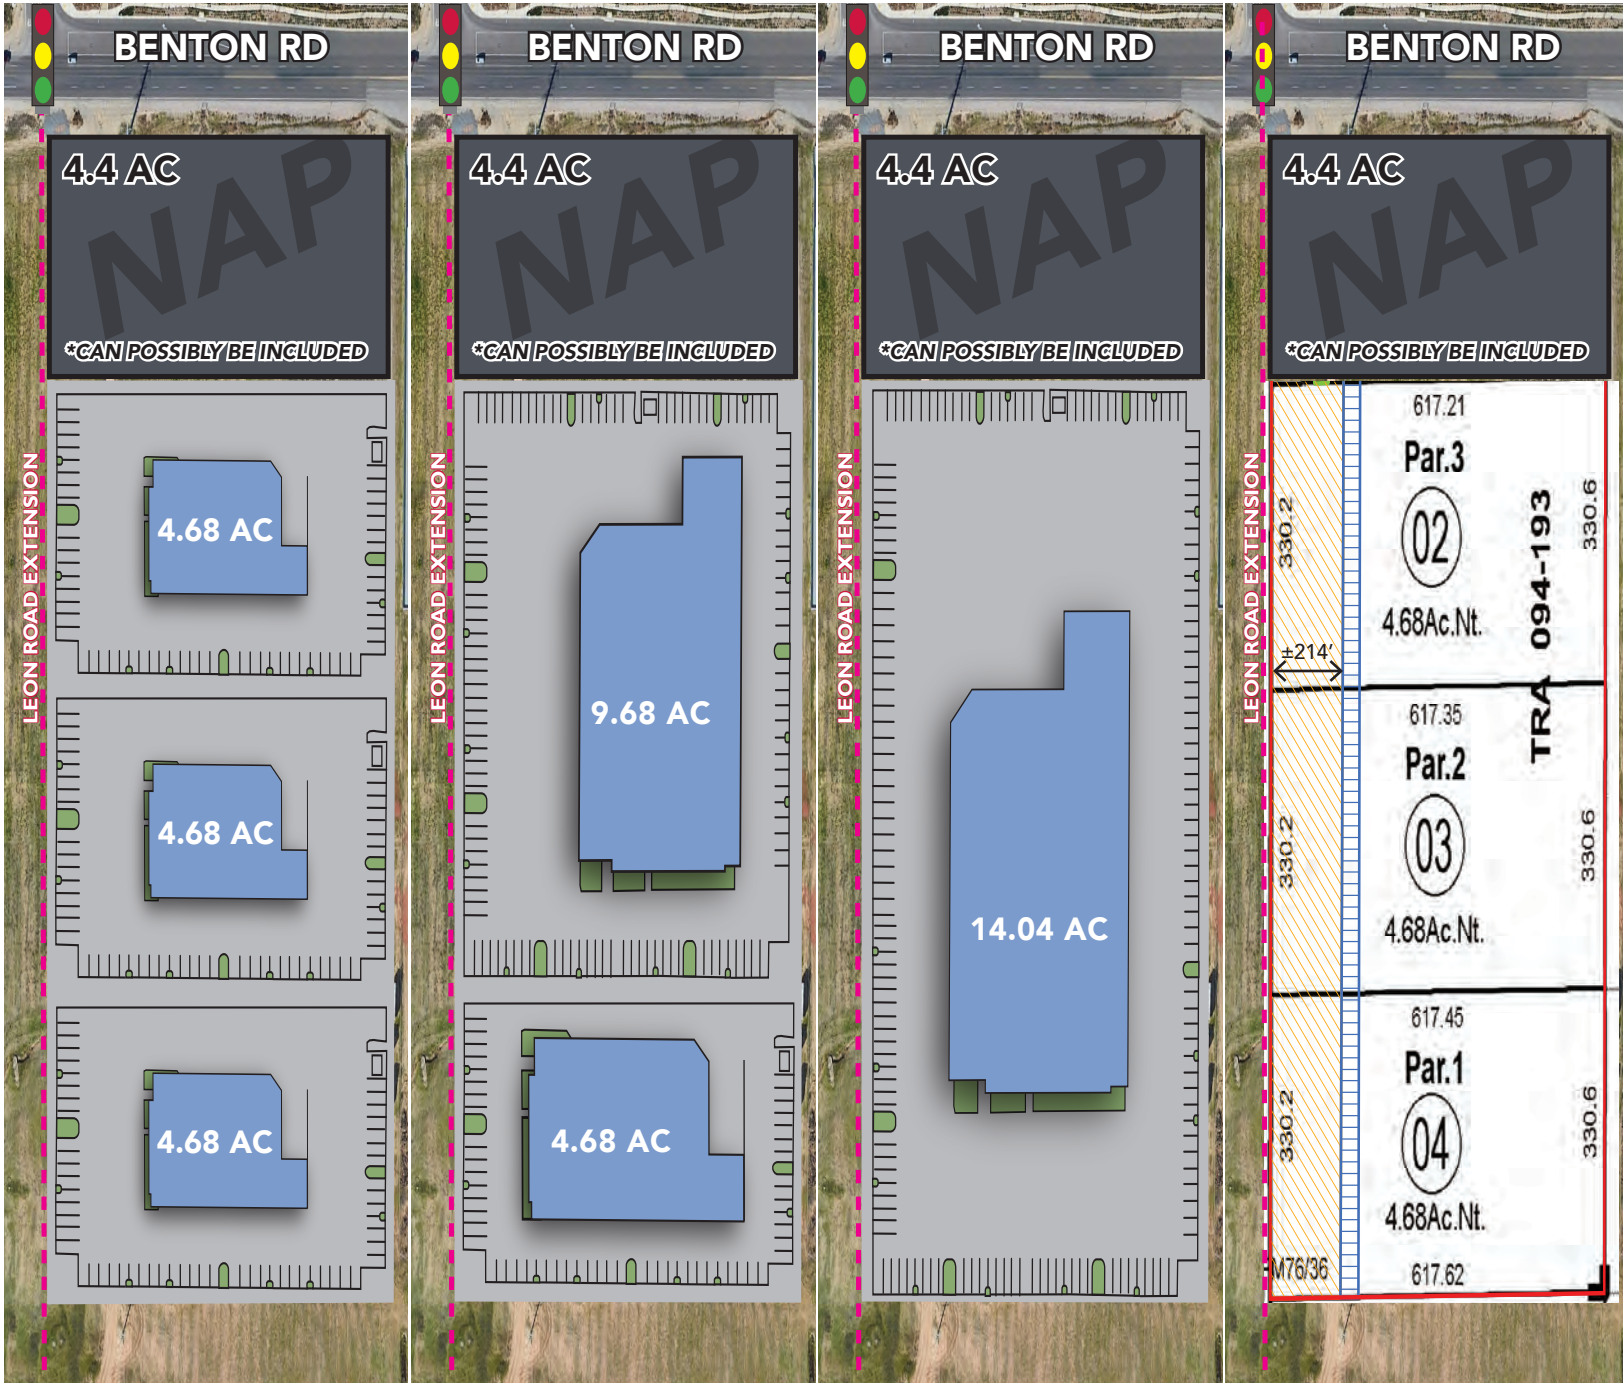 BENTON RD
4.4 AC
NAP
*CAN POSSIBLY BE INCLUDED
LEON ROAD EXTENSION
4.68 AC
4.68 AC
4.68 AC
BENTON RD
4.4 AC
NAP
*CAN POSSIBLY BE INCLUDED
LEON ROAD EXTENSION
9.68 AC
4.68 AC
BENTON RD
4.4 AC
NAP
*CAN POSSIBLY BE INCLUDED
LEON ROAD EXTENSION
14.04 AC
BENTON RD
4.4 AC
NAP
*CAN POSSIBLY BE INCLUDED
LEON ROAD EXTENSION
617.21
Par.3
02
4.68Ac.Nt.
330.2
330.6
TRA 094-193
±214'
617.35
Par.2
03
4.68Ac.Nt.
330.2
330.6
617.45
Par.1
04
4.68Ac.Nt.
330.2
330.6
M76/36
617.62